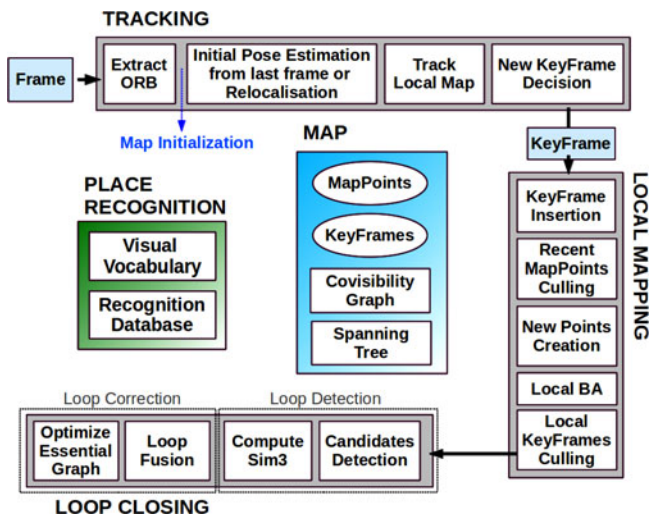 TRACKING
Frame
Extract
ORB
Initial Pose Estimation
from last frame or
Relocalisation
Track
Local Map
New KeyFrame
Decision
Map Initialization
MAP
KeyFrame
PLACE
RECOGNITION
Visual
Vocabulary
Recognition
Database
MapPoints
KeyFrames
Covisibility
Graph
Spanning
Tree
LOCAL MAPPING
KeyFrame
Insertion
Recent
MapPoints
Culling
New Points
Creation
Local BA
Local
KeyFrames
Culling
Loop Correction
Loop Detection
Optimize
Essential
Graph
Loop
Fusion
Compute
Sim3
Candidates
Detection
LOOP CLOSING